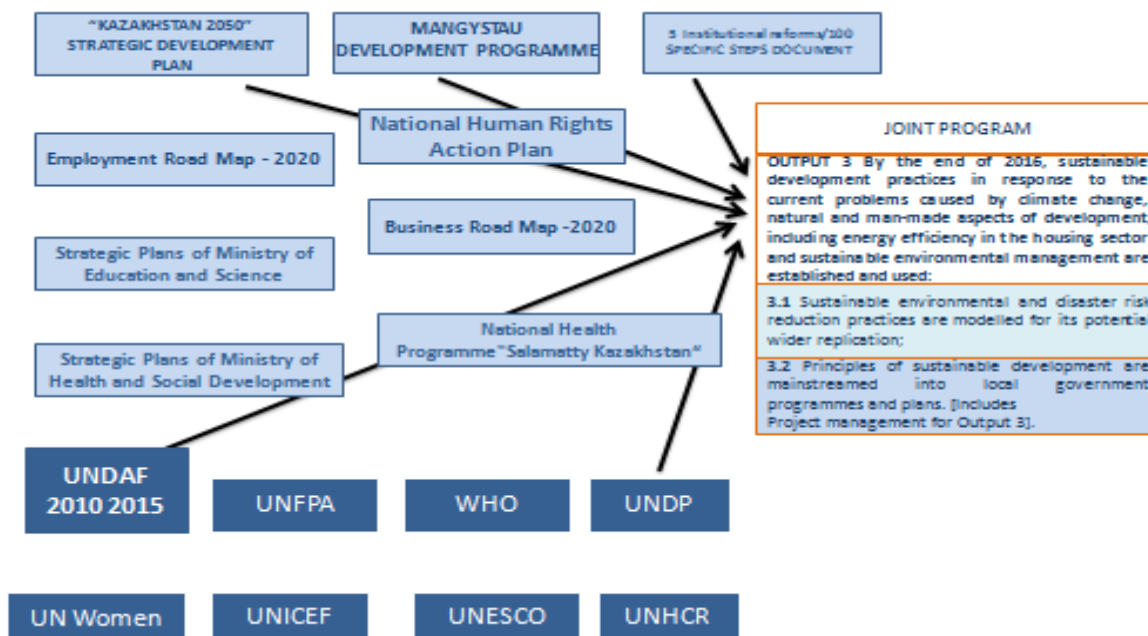 “KAZAKHSTAN 2050”
STRATEGIC DEVELOPMENT
PLAN
MANGYSTAU
DEVELOPMENT PROGRAMME
5 Institutional reforms/100
SPECIFIC STEPS DOCUMENT
National Human Rights
Action Plan
Employment Road Map - 2020
Business Road Map -2020
Strategic Plans of Ministry of
Education and Science
National Health
Programme "Salamatty Kazakhstan"
Strategic Plans of Ministry of
Health and Social Development
JOINT PROGRAM
OUTPUT 3 By the end of 2016, sustainable
development practices in response to the
current problems caused by climate change,
natural and man-made aspects of development,
including energy efficiency in the housing sector
and sustainable environmental management are
established and used:
3.1 Sustainable environmental and disaster risk
reduction practices are modelled for its potential
wider replication;
3.2 Principles of sustainable development are
mainstreamed into local government
programmes and plans. [Includes
Project management for Output 3].
UNDAF
2010 2015
UNFPA
WHO
UNDP
UN Women
UNICEF
UNESCO
UNHCR